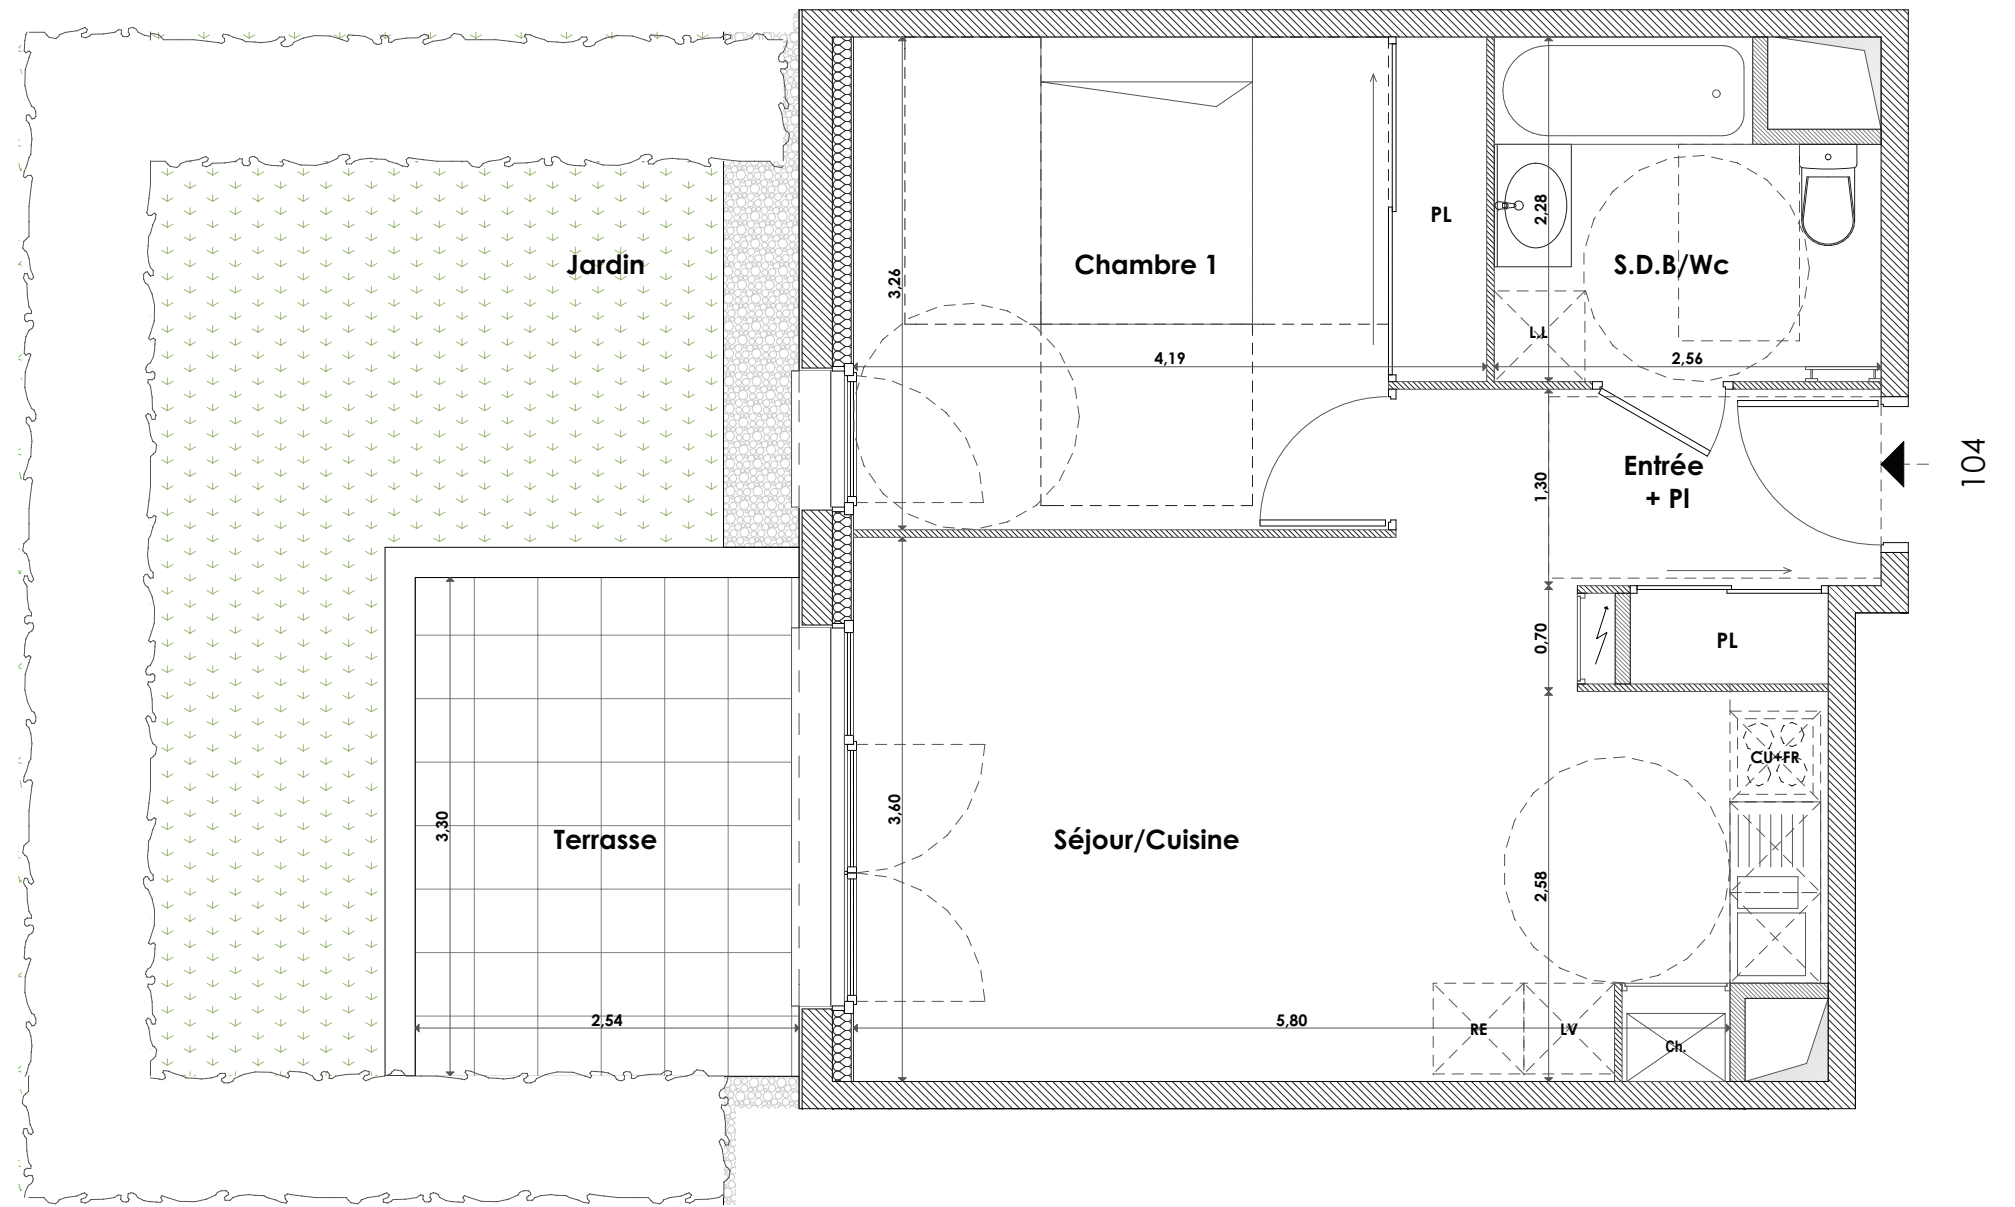 Jardin
Chambre 1
PL
S.D.B/Wc
2,28
3,26
L.L
4,19
2,56
Entrée
+ Pl
1,30
104
0,70
PL
CU+FR
3,30
Terrasse
3,60
Séjour/Cuisine
2,58
2,54
5,80
RE
LV
Ch.